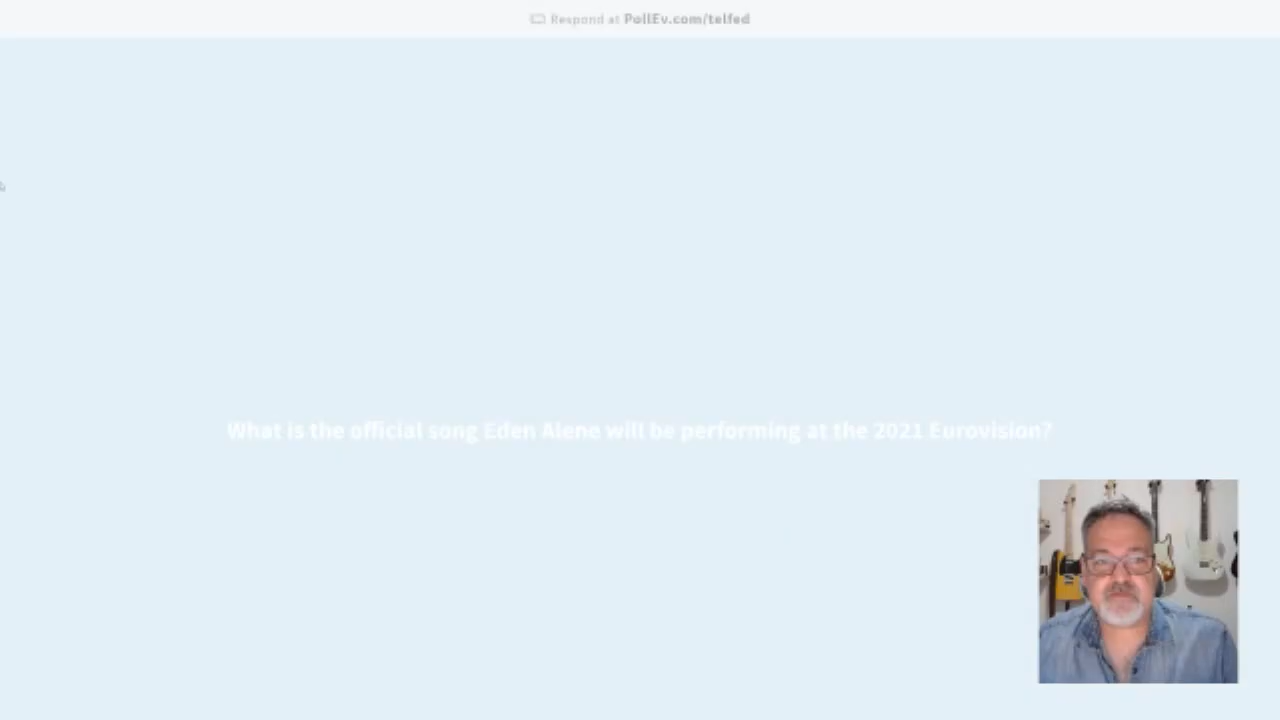 Respond at PollEv.com/telfed
What is the official song Eden Alene will be performing at the 2021 Eurovision?